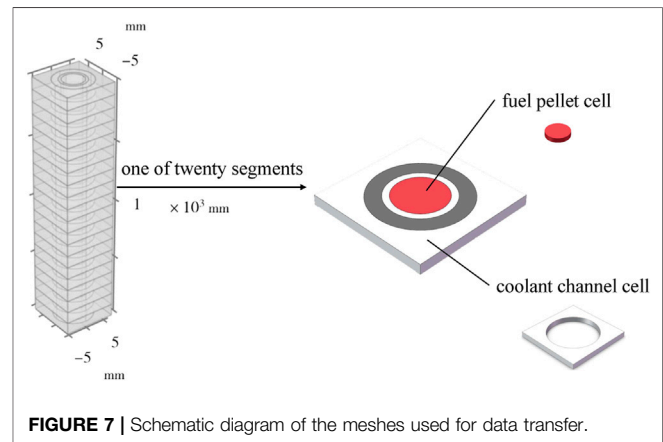 mm
5
−5
fuel pellet cell
one of twenty segments
1 × 10³ mm
coolant channel cell
−5
5
mm
FIGURE 7 | Schematic diagram of the meshes used for data transfer.